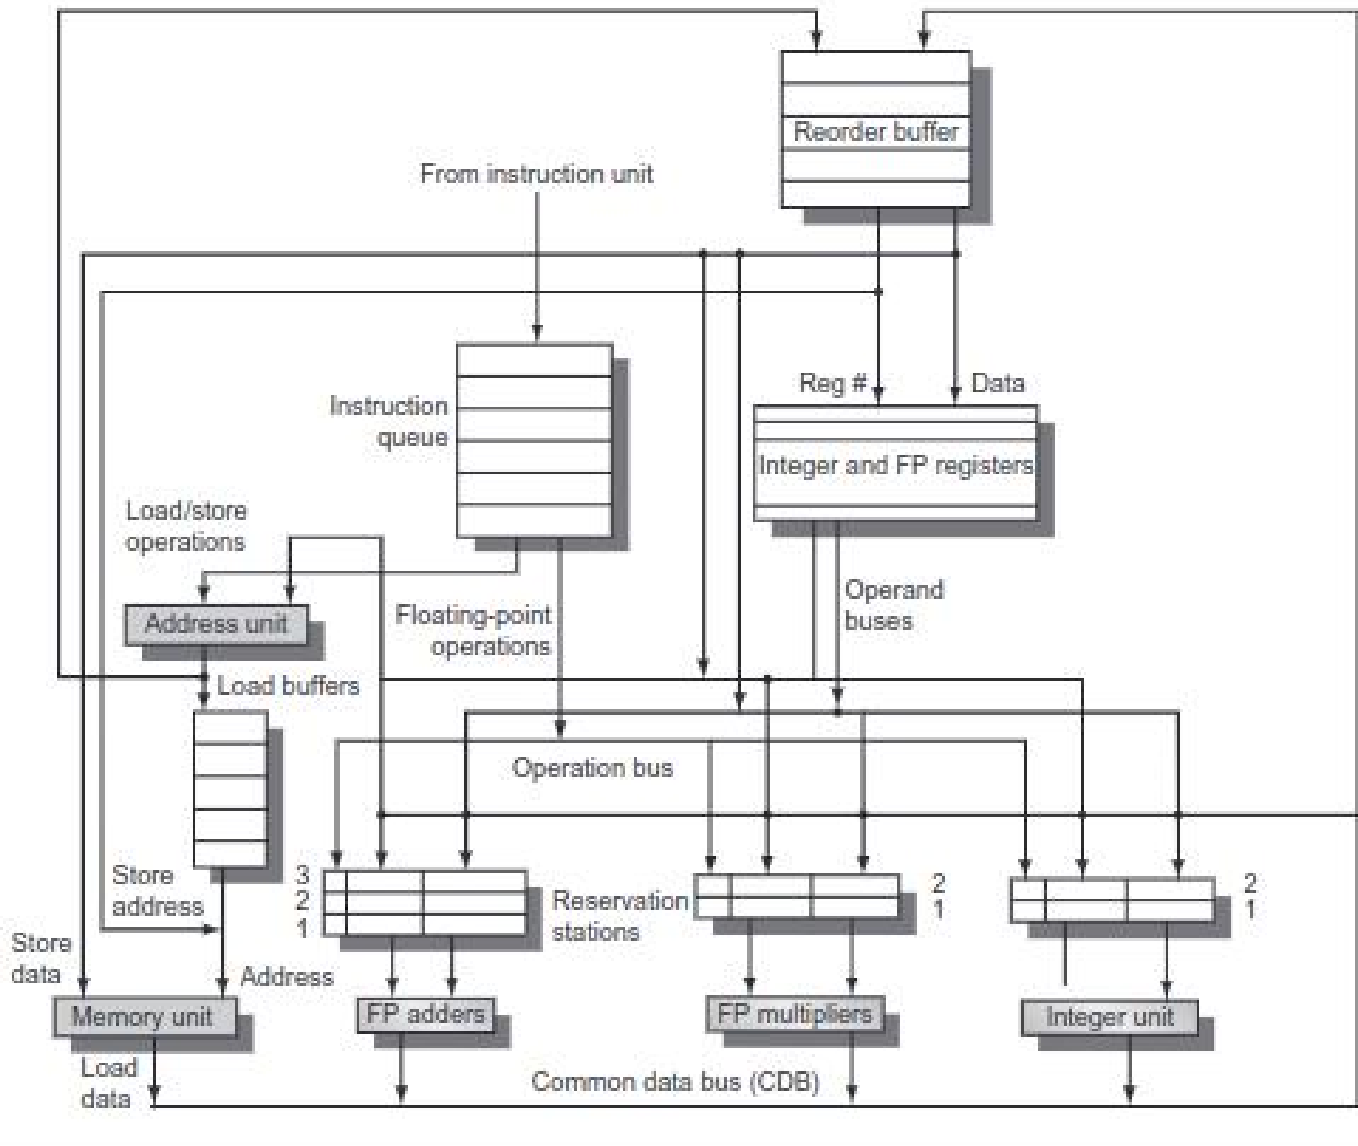 Reorder buffer
From instruction unit
Reg #
Data
Instruction
queue
Integer and FP registers
Load/store
operations
Operand
buses
Address unit
Floating-point
operations
Load buffers
Operation bus
Store
address
3
2
1
Reservation
stations
2
1
2
1
Store
data
Address
Memory unit
FP adders
FP multipliers
Integer unit
Load
data
Common data bus (CDB)